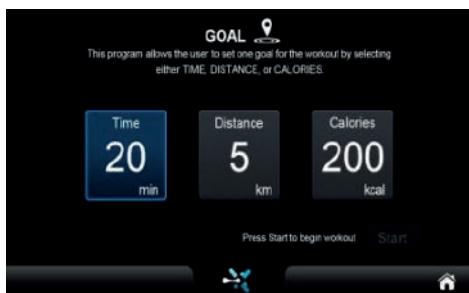 GOAL
This program allows the user to set one goal for the workout by selecting
either TIME, DISTANCE, or CALORIES.
Time
20
min
Distance
5
km
Calories
200
kcal
Press Start to begin workout
Start